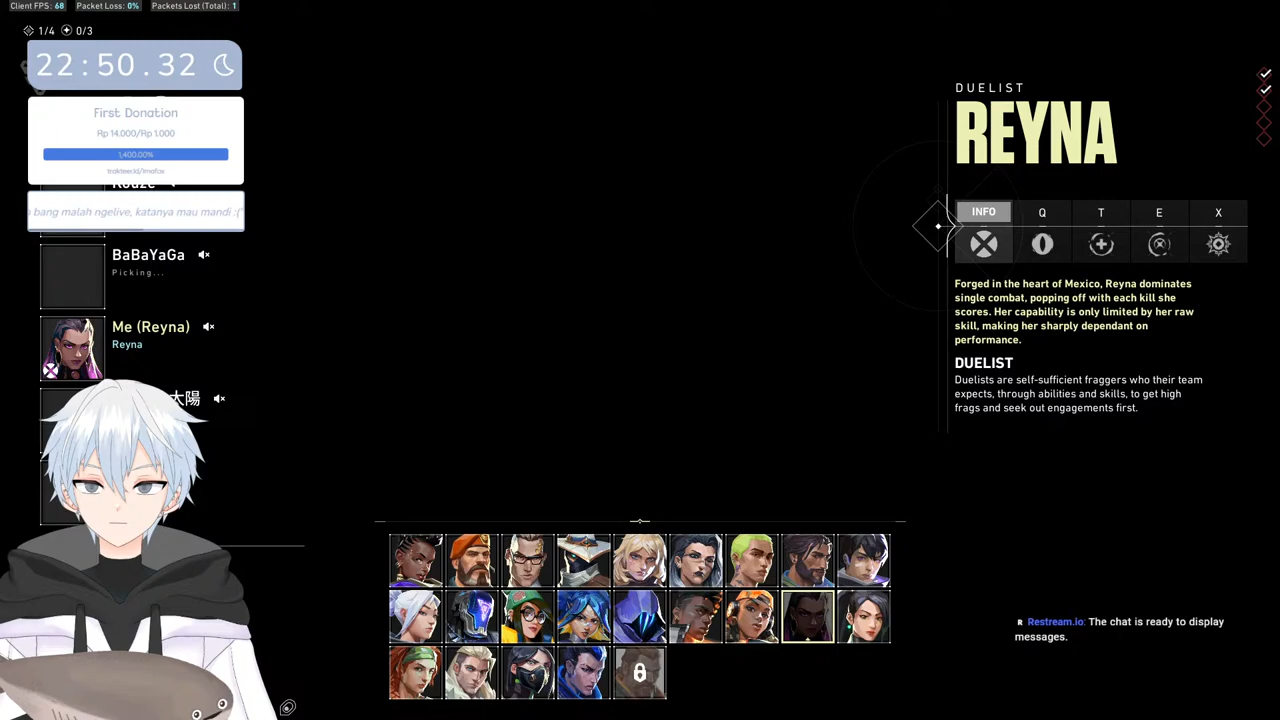 Client FPS: 68 Packet Loss: 0% Packets Lost (Total): 1
1/4 0/3
22:50.32
First Donation
Rp 14.000/Rp 1.000
1,400.00%
trakteer.id/imafox
bang malah ngelive, katanya mau mandi :(
BaBaYaGa
Picking...
Me (Reyna)
Reyna
太陽
DUELIST
REYNA
INFO Q T E X
Forged in the heart of Mexico, Reyna dominates
single combat, popping off with each kill she
scores. Her capability is only limited by her raw
skill, making her sharply dependant on
performance.
DUELIST
Duelists are self-sufficient fraggers who their team
expects, through abilities and skills, to get high
frags and seek out engagements first.
R Restream.io: The chat is ready to display
messages.